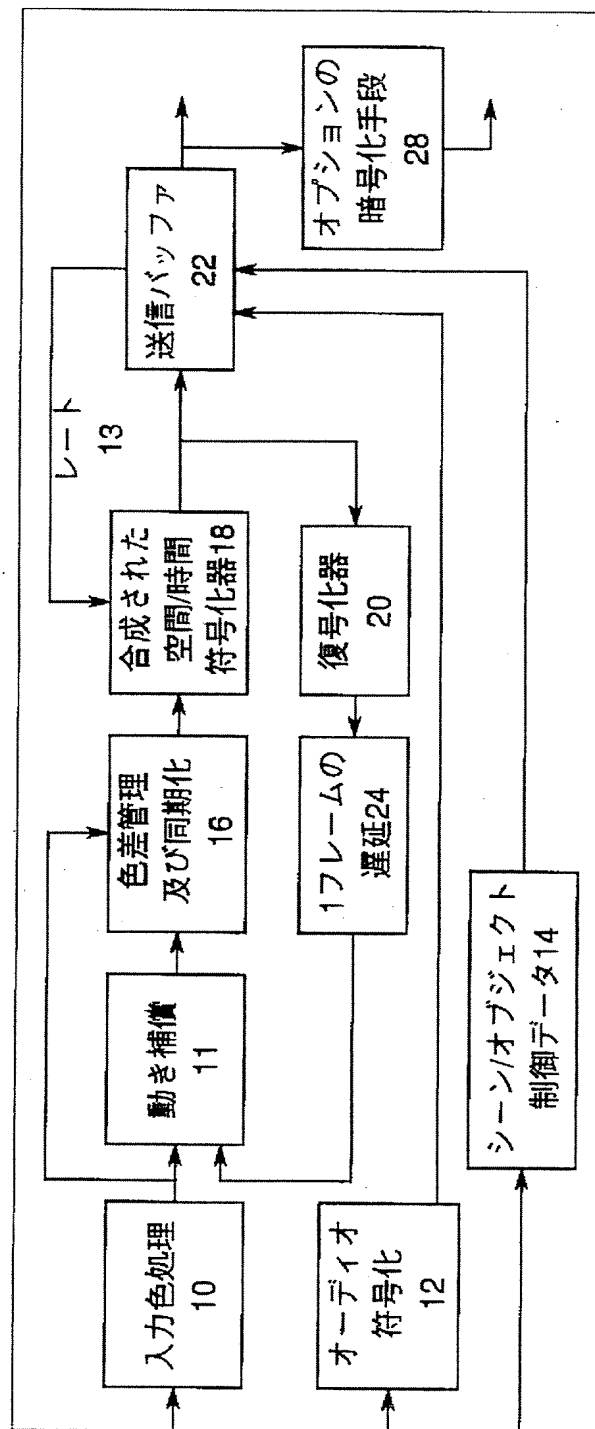 入力色処理
10
動き補償
11
色差管理
及び同期化
16
合成された
空間/時間
符号化器18
レート
13
送信バッファ
22
オプションの
暗号化手段
28
復号化器
20
1フレームの
遅延24
オーディオ
符号化
12
シーン/オブジェクト
制御データ14